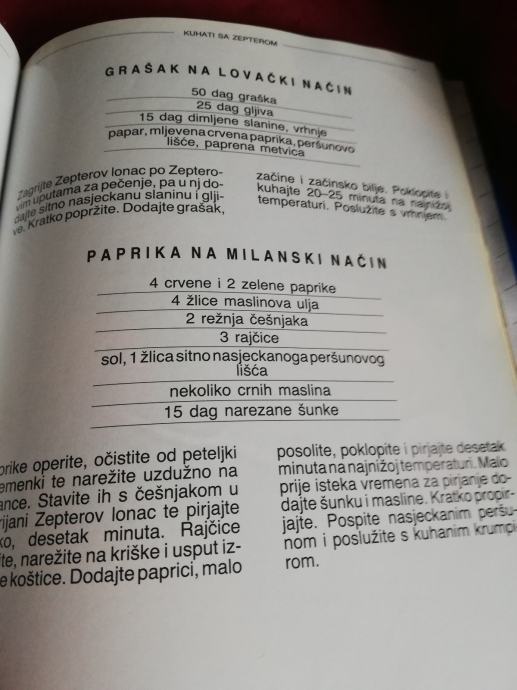 KUHATI SA ZEPTEROM
GRAŠAK NA LOVAČKI NAČIN
50 dag graška
25 dag gljiva
15 dag dimljene slanine, vrhnje
papar, mljevena crvena paprika, peršunovo
lišće, paprena metvica
Zagrijte Zepterov lonac po Zeptero-
vim uputama za pečenje, pa u nj do-
dajte sitno nasjeckanu slaninu i glji-
ve. Kratko popržite. Dodajte grašak,
začine i začinsko bilje. Poklopite i
kuhajte 20–25 minuta na najnižoj
temperaturi. Poslužite s vrhnjem.
PAPRIKA NA MILANSKI NAČIN
4 crvene i 2 zelene paprike
4 žlice maslinova ulja
2 režnja češnjaka
3 rajčice
sol, 1 žlica sitno nasjeckanoga peršunovog
lišća
nekoliko crnih maslina
15 dag narezane šunke
prike operite, očistite od peteljki
emenki te narežite uzdužno na
ance. Stavite ih s češnjakom u
rijani Zepterov lonac te pirjajte
ko, desetak minuta. Rajčice
ite, narežite na kriške i usput iz-
e koštice. Dodajte paprici, malo
posolite, poklopite i pirjajte desetak
minuta na najnižoj temperaturi. Malo
prije isteka vremena za pirjanje do-
dajte šunku i masline. Kratko propir-
jajte. Pospite nasjeckanim peršu-
nom i poslužite s kuhanim krumpi-
rom.